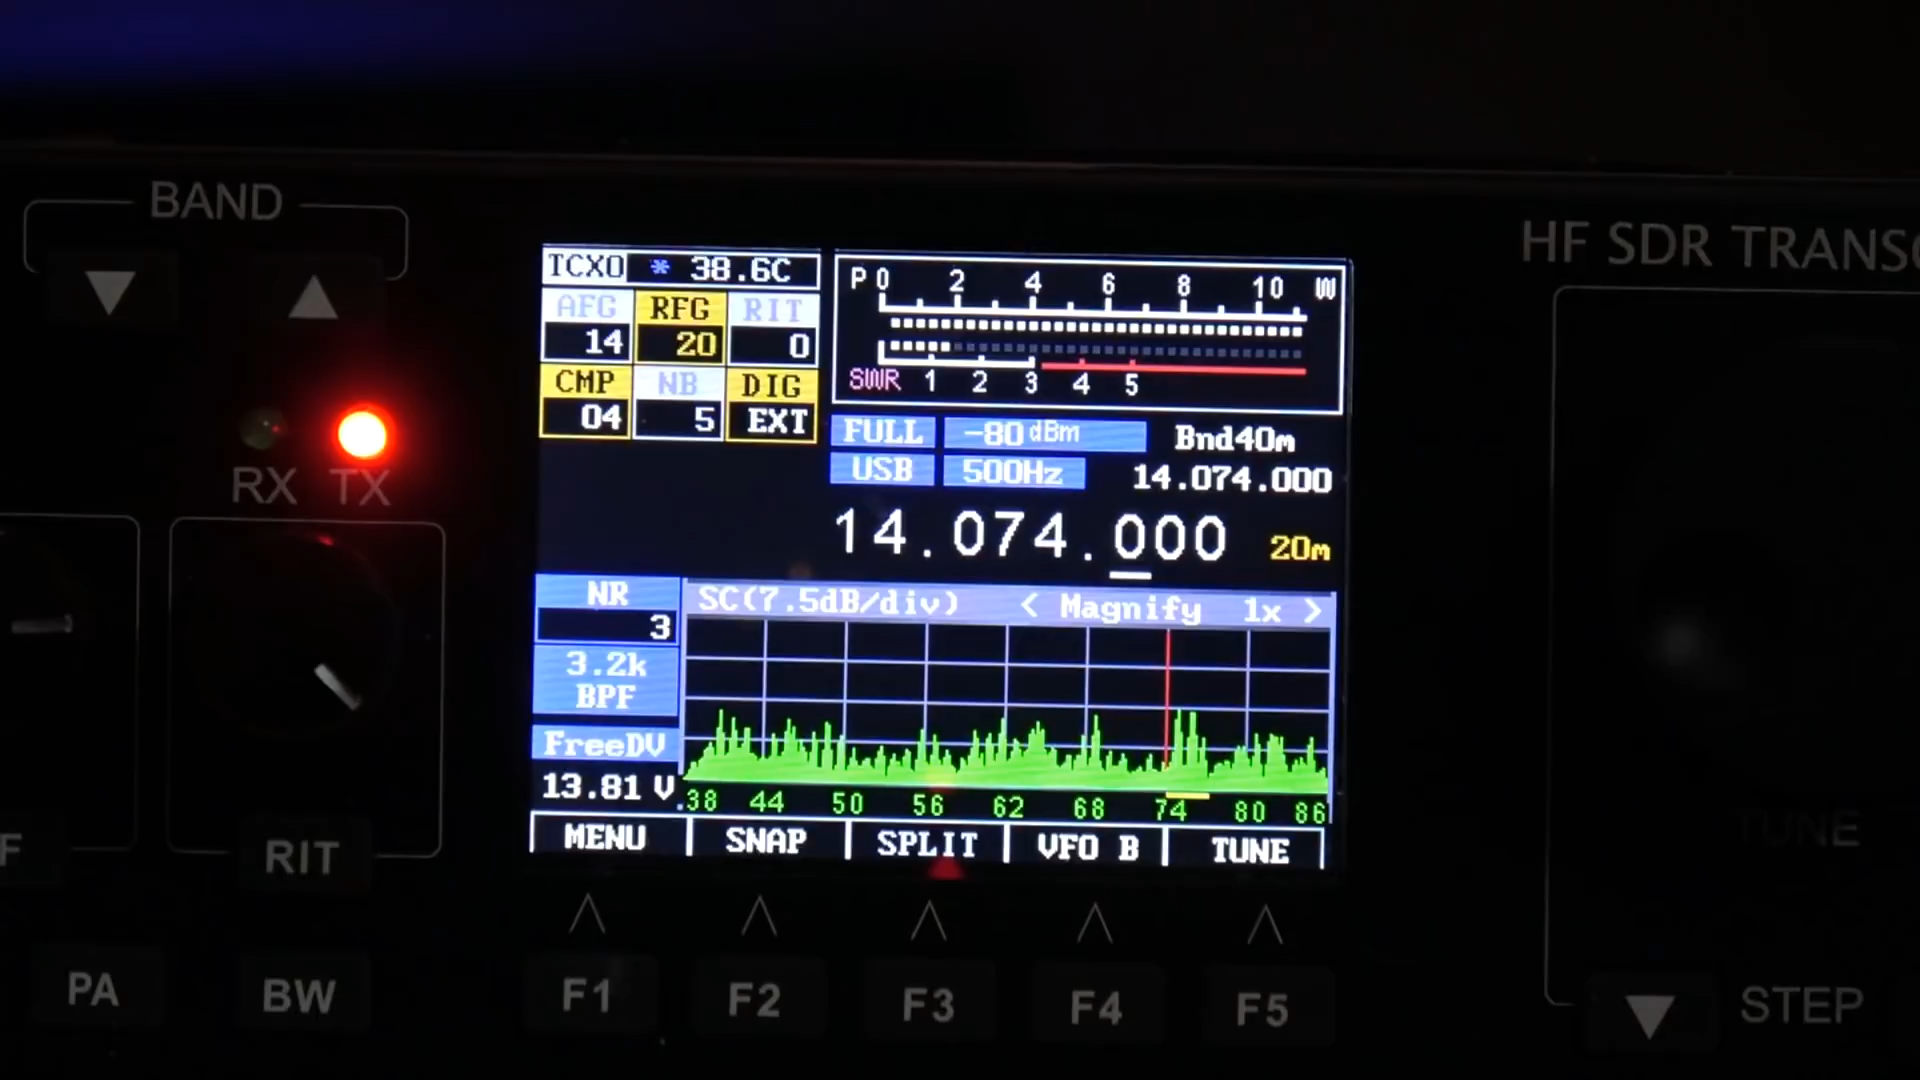 BAND
HF SDR TRANSC
RX TX
RIT
PA
BW
F
TCXO * 38.6C
AFG RFG RIT
14 20 0
CMP NB DIG
04 5 EXT
P 0 2 4 6 8 10 W
SWR 1 2 3 4 5
FULL -80 dBm Bnd40m
USB 500Hz 14.074.000
14.074.000 20m
NR
3
3.2k
BPF
FreeDV
13.81 V
SC(7.5dB/div) < Magnify 1x >
.38 44 50 56 62 68 74 80 86
MENU SNAP SPLIT VFO B TUNE
F1 F2 F3 F4 F5
TUNE
STEP